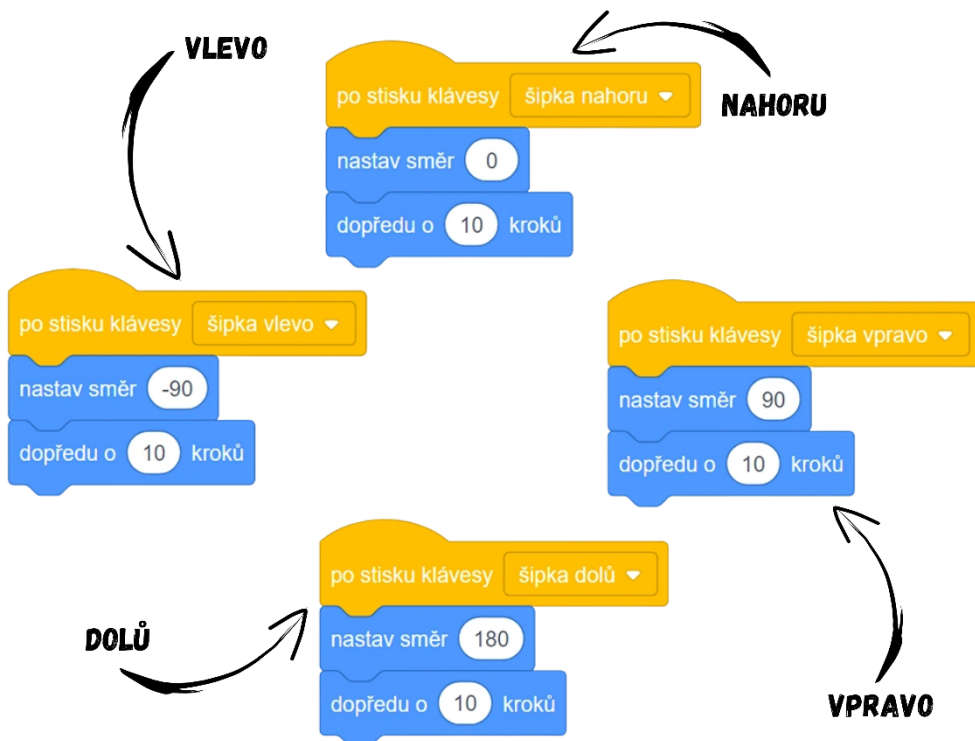 VLEVO
NAHORU
po stisku klávesy šipka nahoru
nastav směr 0
dopředu o 10 kroků
po stisku klávesy šipka vlevo
nastav směr -90
dopředu o 10 kroků
po stisku klávesy šipka vpravo
nastav směr 90
dopředu o 10 kroků
po stisku klávesy šipka dolů
nastav směr 180
dopředu o 10 kroků
DOLŮ
VPRAVO